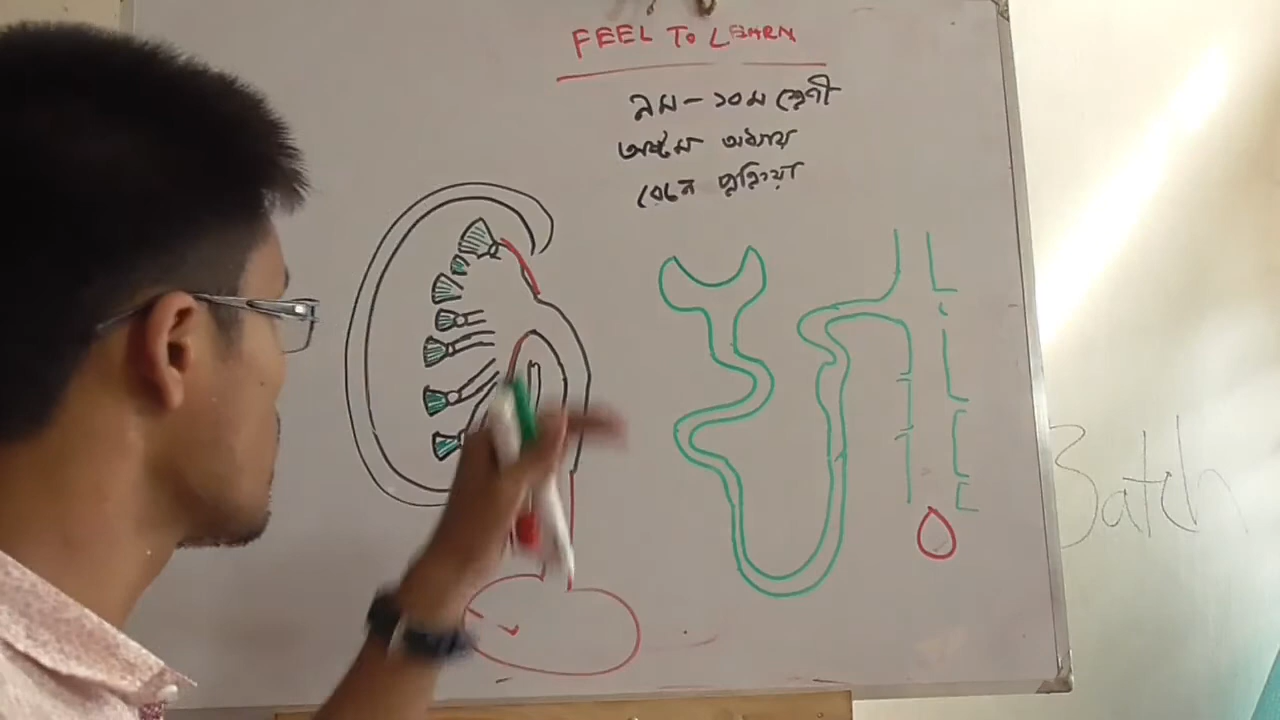 FEEL TO LEARN
৯ম - ১০ম শ্রেণী
অষ্টম অধ্যায়
রেচন প্রক্রিয়া
Batch